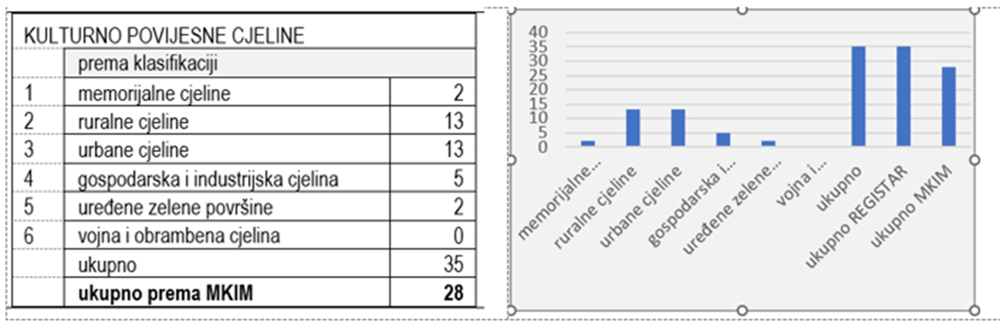 KULTURNO POVIJESNE CJELINE
prema klasifikaciji
1 memorijalne cjeline 2
2 ruralne cjeline 13
3 urbane cjeline 13
4 gospodarska i industrijska cjelina 5
5 uređene zelene površine 2
6 vojna i obrambena cjelina 0
ukupno 35
ukupno prema MKIM 28
40
35
30
25
20
15
10
5
0
memorijalne...
ruralne cjeline
urbane cjeline
gospodarska i...
uređene zelene...
vojna i...
ukupno
ukupno REGISTAR
ukupno MKIM